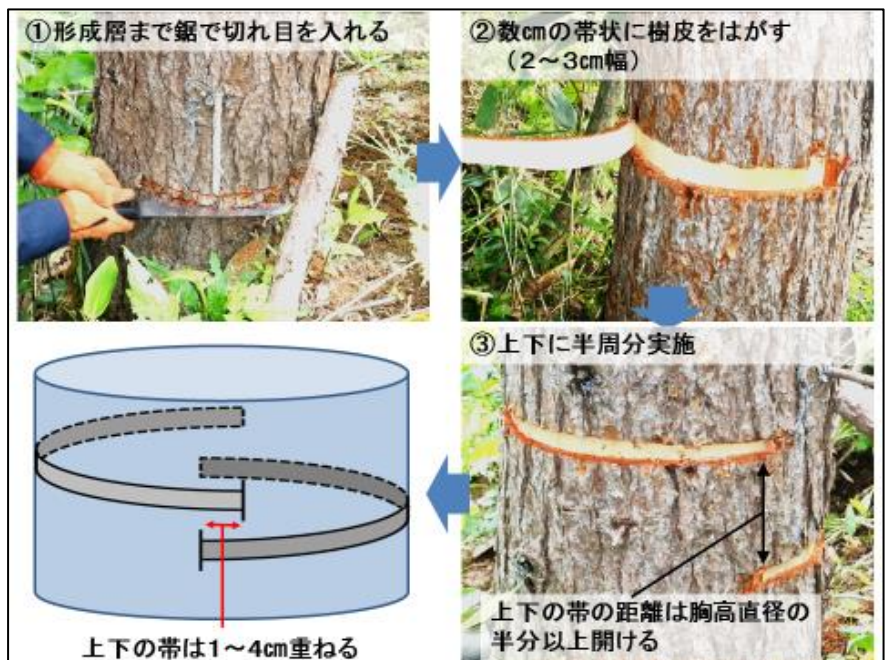 ①形成層まで鋸で切れ目を入れる
②数cmの帯状に樹皮をはがす
(2～3cm幅)
③上下に半周分実施
上下の帯の距離は胸高直径の
半分以上開ける
上下の帯は1～4cm重ねる